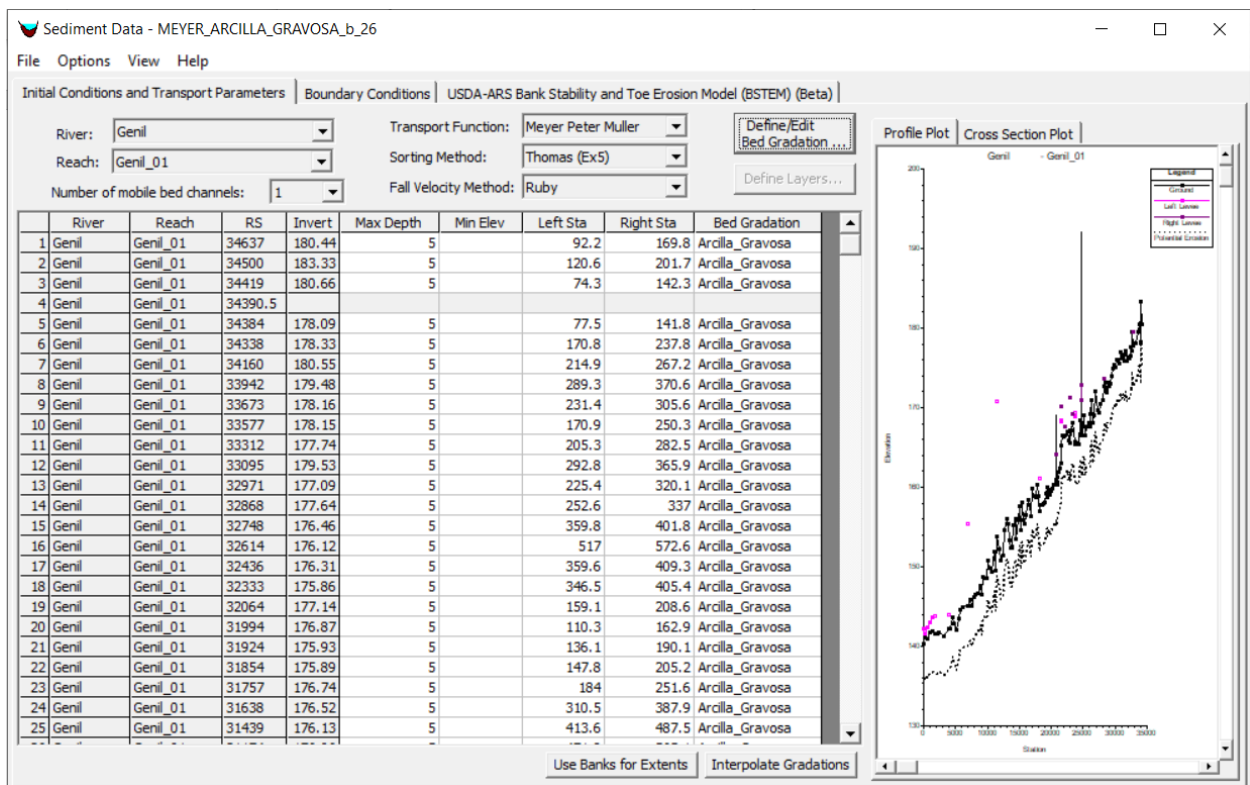 Sediment Data - MEYER_ARCILLA_GRAVOSA_b_26
File Options View Help
Initial Conditions and Transport Parameters Boundary Conditions USDA-ARS Bank Stability and Toe Erosion Model (BSTEM) (Beta)
River: Genil
Reach: Genil_01
Number of mobile bed channels: 1
Transport Function: Meyer Peter Muller
Sorting Method: Thomas (Ex5)
Fall Velocity Method: Ruby
Define/Edit
Bed Gradation ...
Define Layers...
River Reach RS Invert Max Depth Min Elev Left Sta Right Sta Bed Gradation
1 Genil Genil_01 34637 180.44 5 92.2 169.8 Arcilla_Gravosa
2 Genil Genil_01 34500 183.33 5 120.6 201.7 Arcilla_Gravosa
3 Genil Genil_01 34419 180.66 5 74.3 142.3 Arcilla_Gravosa
4 Genil Genil_01 34390.5
5 Genil Genil_01 34384 178.09 5 77.5 141.8 Arcilla_Gravosa
6 Genil Genil_01 34338 178.33 5 170.8 237.8 Arcilla_Gravosa
7 Genil Genil_01 34160 180.55 5 214.9 267.2 Arcilla_Gravosa
8 Genil Genil_01 33942 179.48 5 289.3 370.6 Arcilla_Gravosa
9 Genil Genil_01 33673 178.16 5 231.4 305.6 Arcilla_Gravosa
10 Genil Genil_01 33577 178.15 5 170.9 250.3 Arcilla_Gravosa
11 Genil Genil_01 33312 177.74 5 205.3 282.5 Arcilla_Gravosa
12 Genil Genil_01 33095 179.53 5 292.8 365.9 Arcilla_Gravosa
13 Genil Genil_01 32971 177.09 5 225.4 320.1 Arcilla_Gravosa
14 Genil Genil_01 32868 177.64 5 252.6 337 Arcilla_Gravosa
15 Genil Genil_01 32748 176.46 5 359.8 401.8 Arcilla_Gravosa
16 Genil Genil_01 32614 176.12 5 517 572.6 Arcilla_Gravosa
17 Genil Genil_01 32436 176.31 5 359.6 409.3 Arcilla_Gravosa
18 Genil Genil_01 32333 175.86 5 346.5 405.4 Arcilla_Gravosa
19 Genil Genil_01 32064 177.14 5 159.1 208.6 Arcilla_Gravosa
20 Genil Genil_01 31994 176.87 5 110.3 162.9 Arcilla_Gravosa
21 Genil Genil_01 31924 175.93 5 136.1 190.1 Arcilla_Gravosa
22 Genil Genil_01 31854 175.89 5 147.8 205.2 Arcilla_Gravosa
23 Genil Genil_01 31757 176.74 5 184 251.6 Arcilla_Gravosa
24 Genil Genil_01 31638 176.52 5 310.5 387.9 Arcilla_Gravosa
25 Genil Genil_01 31439 176.13 5 413.6 487.5 Arcilla_Gravosa
Use Banks for Extents Interpolate Gradations
Profile Plot Cross Section Plot
Genil - Genil_01
Legend
Ground
Left Levee
Right Levee
Potential Erosion
200
190
180
170
160
150
140
130
Elevation
0 5000 10000 15000 20000 25000 30000 35000
Station